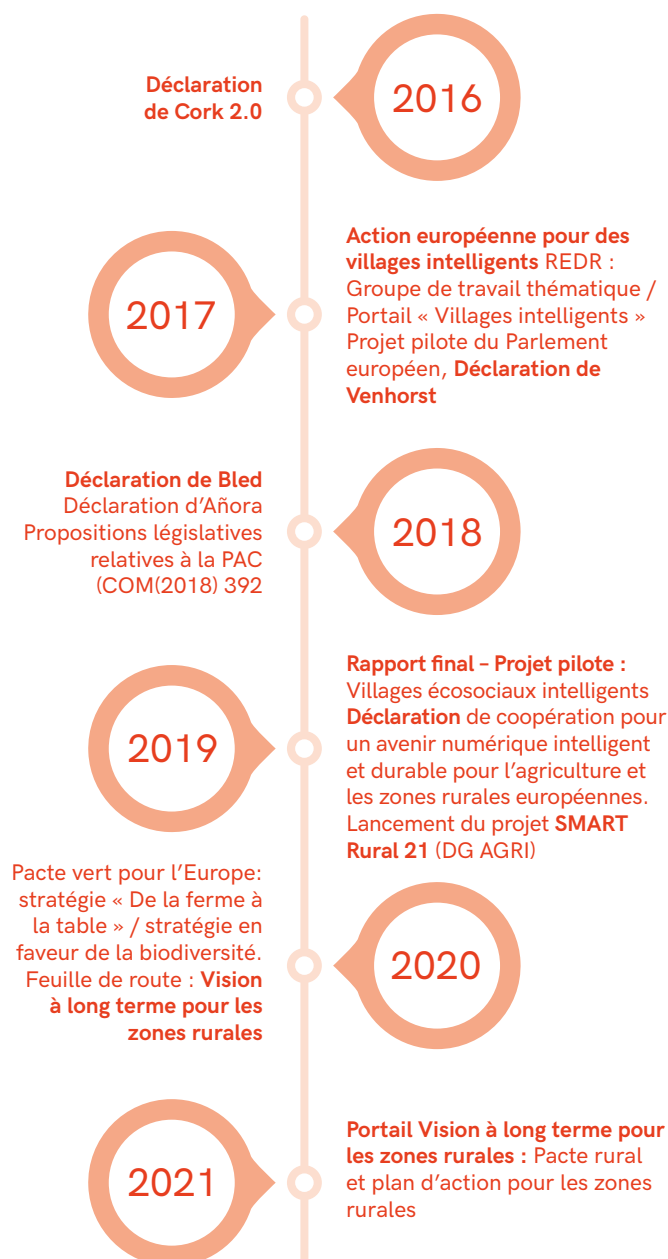 Déclaration
de Cork 2.0
2016
2017
Action européenne pour des
villages intelligents REDR :
Groupe de travail thématique /
Portail « Villages intelligents »
Projet pilote du Parlement
européen, Déclaration de
Venhorst
Déclaration de Bled
Déclaration d’Añora
Propositions législatives
relatives à la PAC
(COM(2018) 392
2018
2019
Rapport final – Projet pilote :
Villages écosociaux intelligents
Déclaration de coopération pour
un avenir numérique intelligent
et durable pour l’agriculture et
les zones rurales européennes.
Lancement du projet SMART
Rural 21 (DG AGRI)
Pacte vert pour l’Europe:
stratégie « De la ferme à
la table » / stratégie en
faveur de la biodiversité.
Feuille de route : Vision
à long terme pour les
zones rurales
2020
2021
Portail Vision à long terme pour
les zones rurales : Pacte rural
et plan d’action pour les zones
rurales